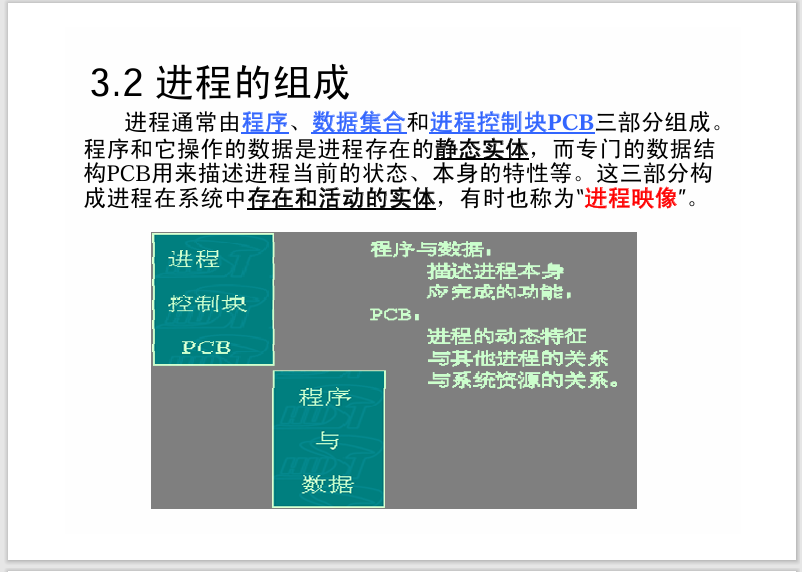 3.2 进程的组成
进程通常由程序、数据集合和进程控制块PCB三部分组成。
程序和它操作的数据是进程存在的静态实体，而专门的数据结
构PCB用来描述进程当前的状态、本身的特性等。这三部分构
成进程在系统中存在和活动的实体，有时也称为“进程映像”。
进程
控制块
PCB
程序
与
数据
程序与数据：
描述进程本身
应完成的功能；
PCB：
进程的动态特征
与其他进程的关系
与系统资源的关系。